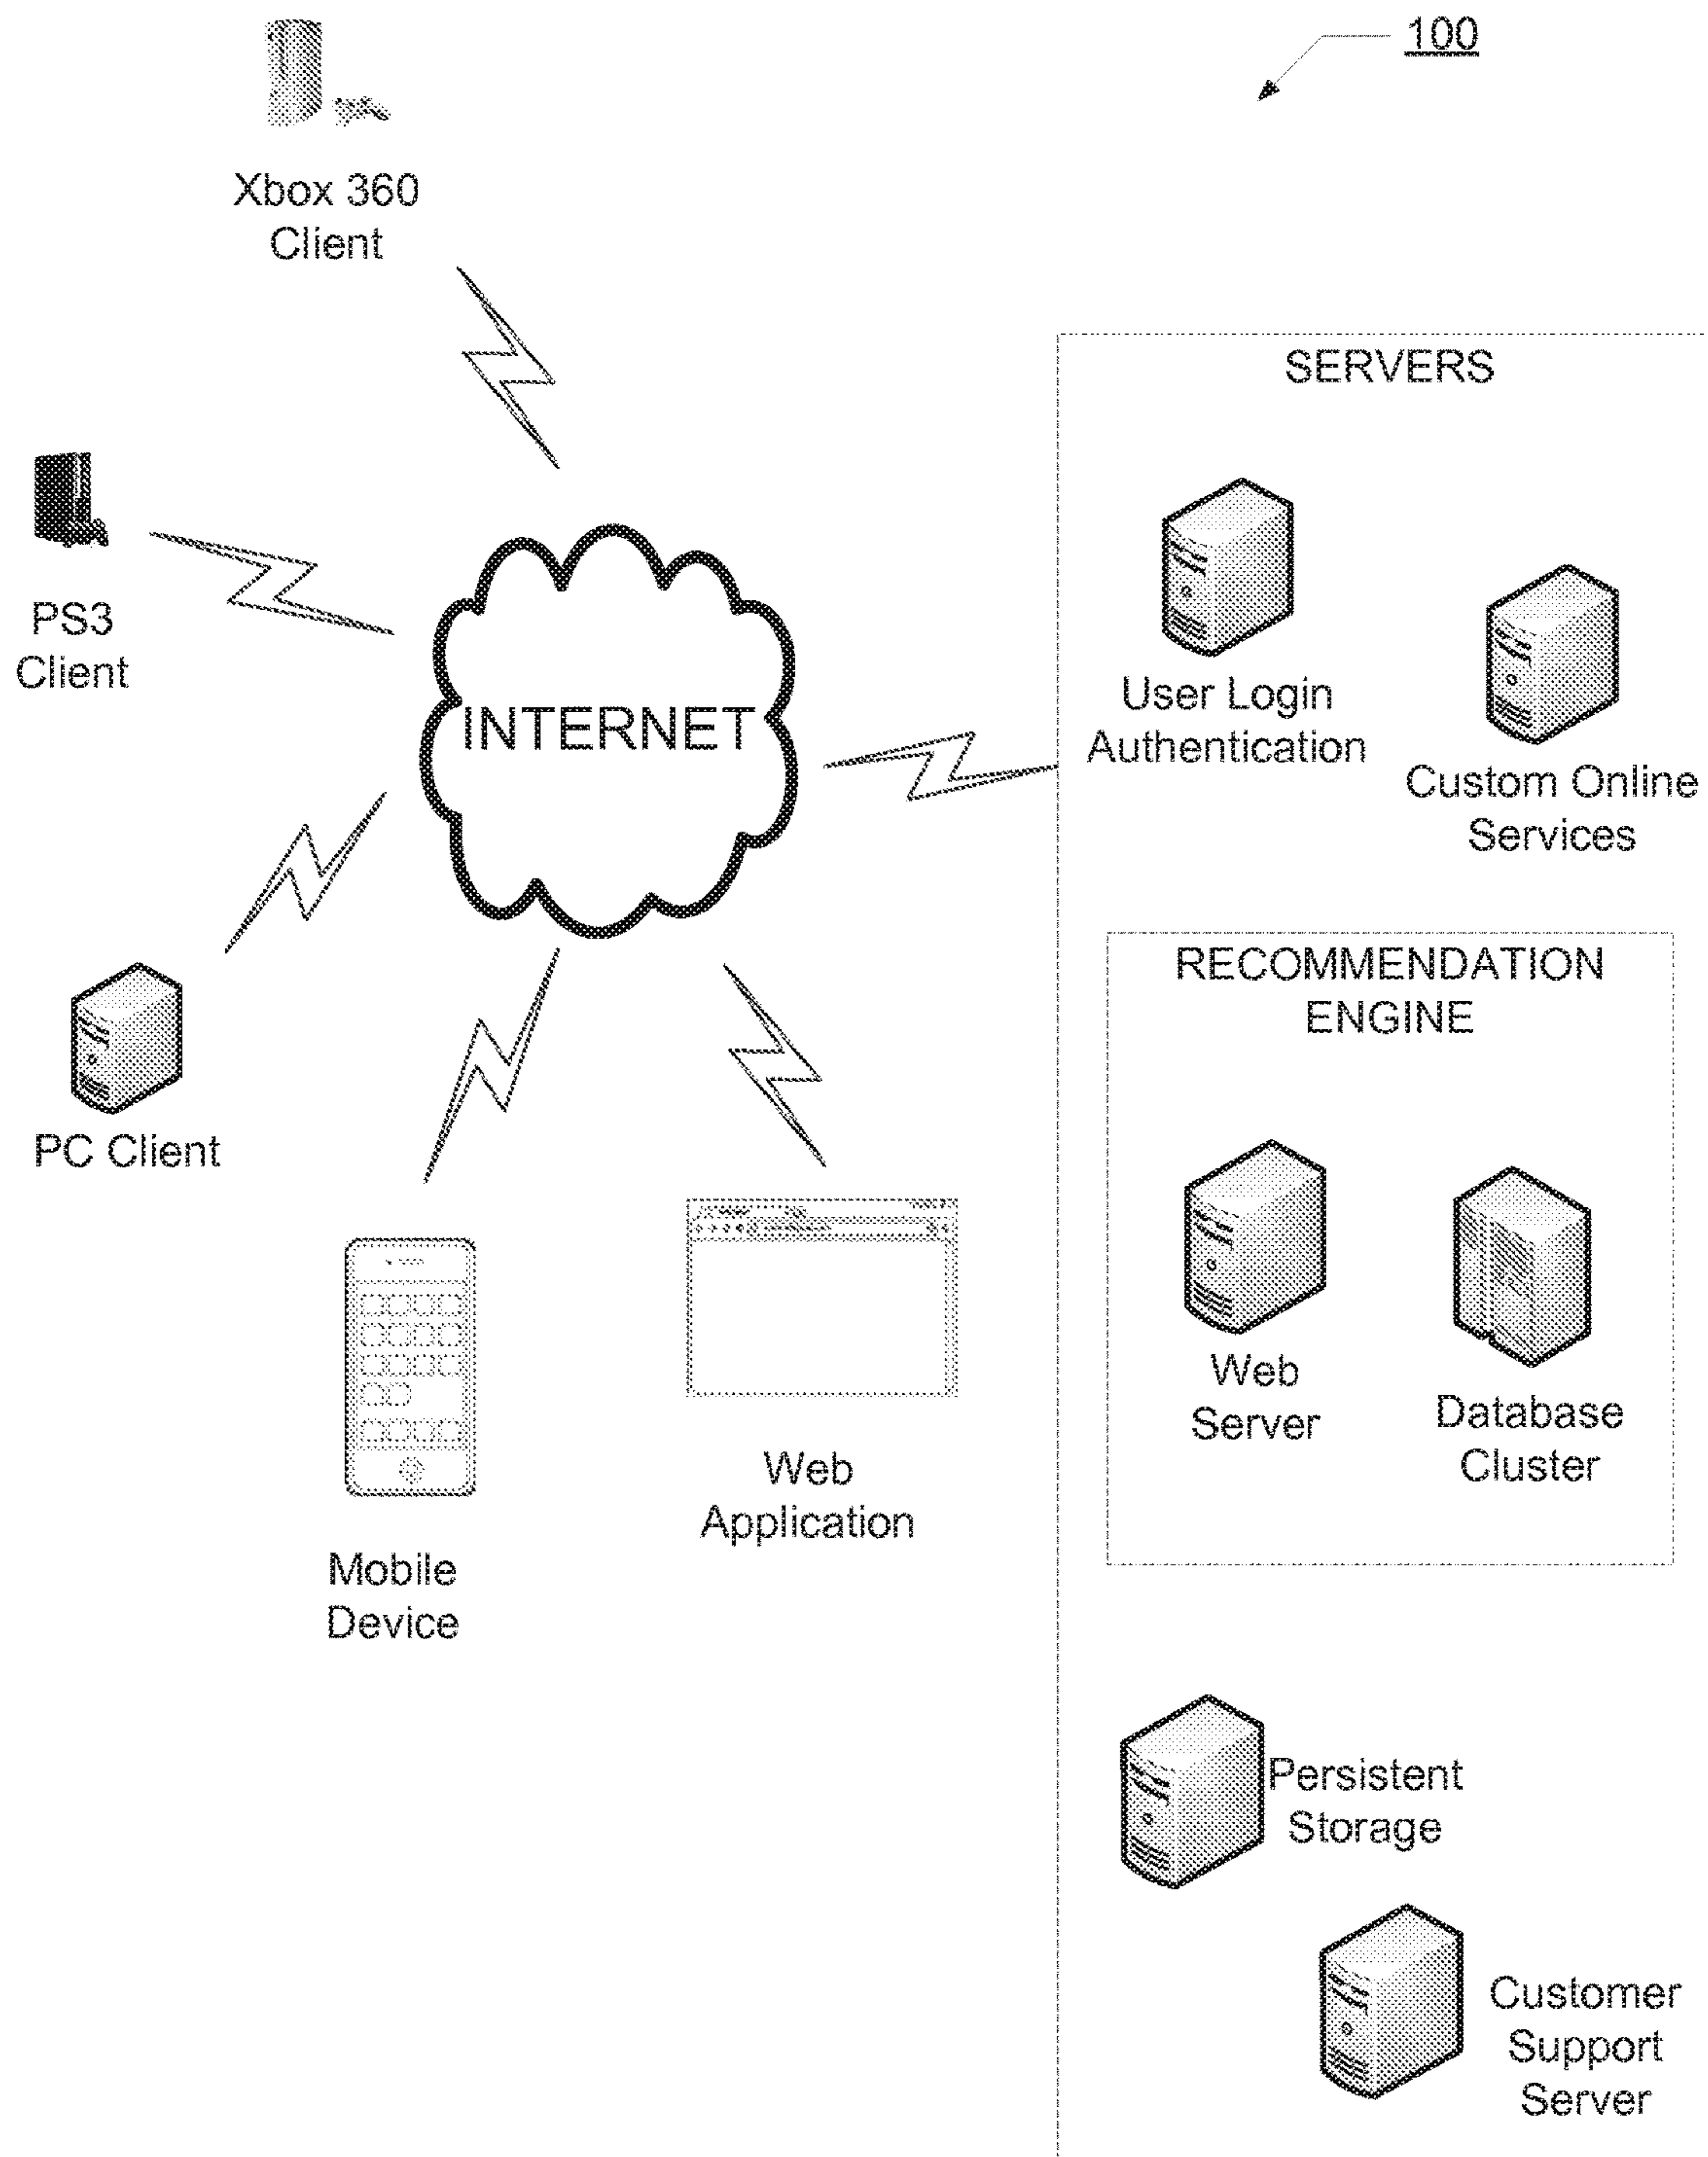 100
Xbox 360
Client
SERVERS
PS3
Client
INTERNET
User Login
Authentication
Custom Online
Services
RECOMMENDATION
ENGINE
PC Client
Web
Server
Database
Cluster
Web
Application
Mobile
Device
Persistent
Storage
Customer
Support
Server